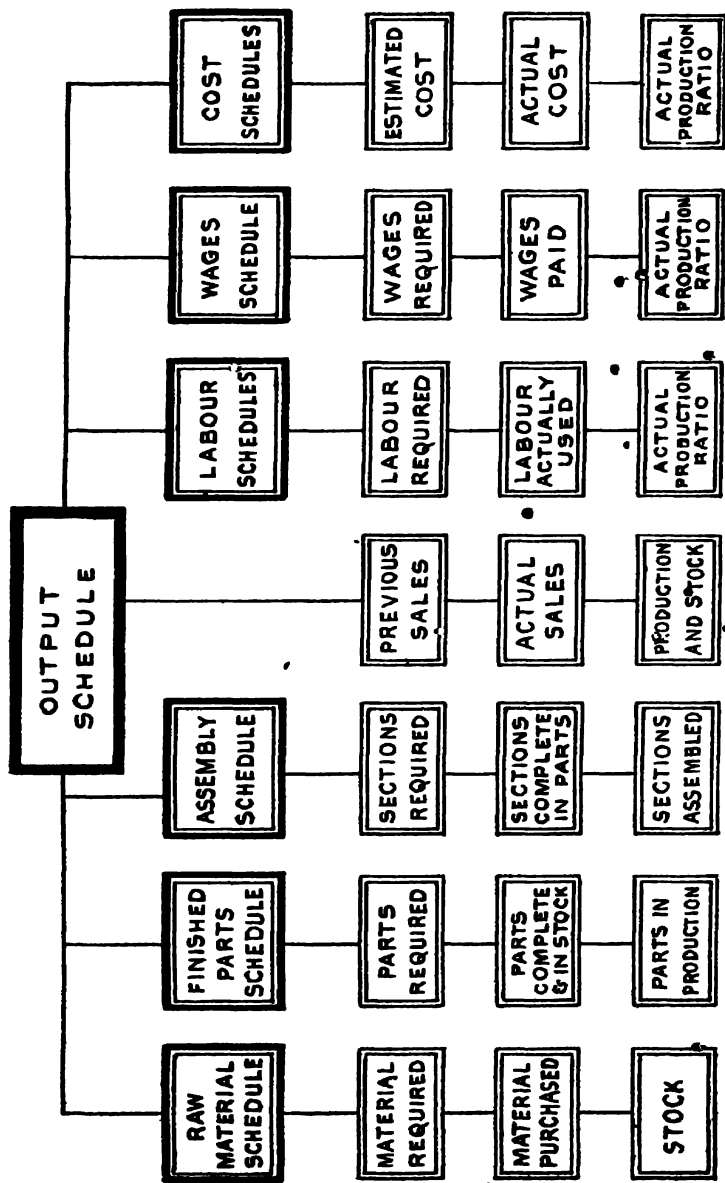 OUTPUT
SCHEDULE
RAW
MATERIAL
SCHEDULE
FINISHED
PARTS
SCHEDULE
ASSEMBLY
SCHEDULE
LABOUR
SCHEDULES
WAGES
SCHEDULE
COST
SCHEDULES
MATERIAL
REQUIRED
PARTS
REQUIRED
SECTIONS
REQUIRED
PREVIOUS
SALES
LABOUR
REQUIRED
WAGES
REQUIRED
ESTIMATED
COST
MATERIAL
PURCHASED
PARTS
COMPLETE
& IN STOCK
SECTIONS
COMPLETE
IN PARTS
ACTUAL
SALES
LABOUR
ACTUALLY
USED
WAGES
PAID
ACTUAL
COST
STOCK
PARTS IN
PRODUCTION
SECTIONS
ASSEMBLED
PRODUCTION
AND STOCK
ACTUAL
PRODUCTION
RATIO
ACTUAL
PRODUCTION
RATIO
ACTUAL
PRODUCTION
RATIO